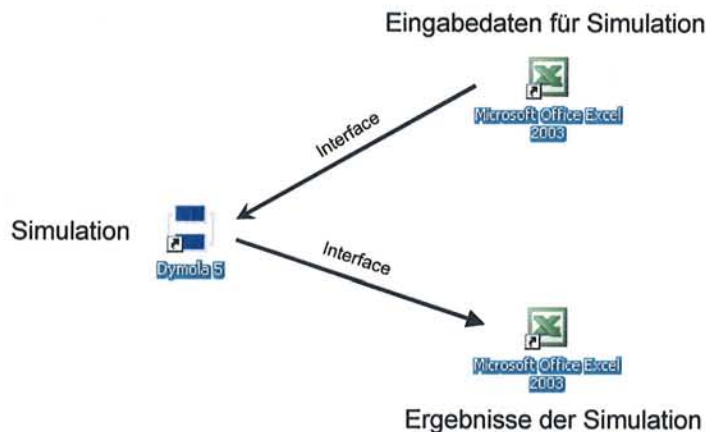 Eingabedaten für Simulation
Microsoft Office Excel
2003
Interface
Simulation
Dymola 5
Interface
Microsoft Office Excel
2003
Ergebnisse der Simulation